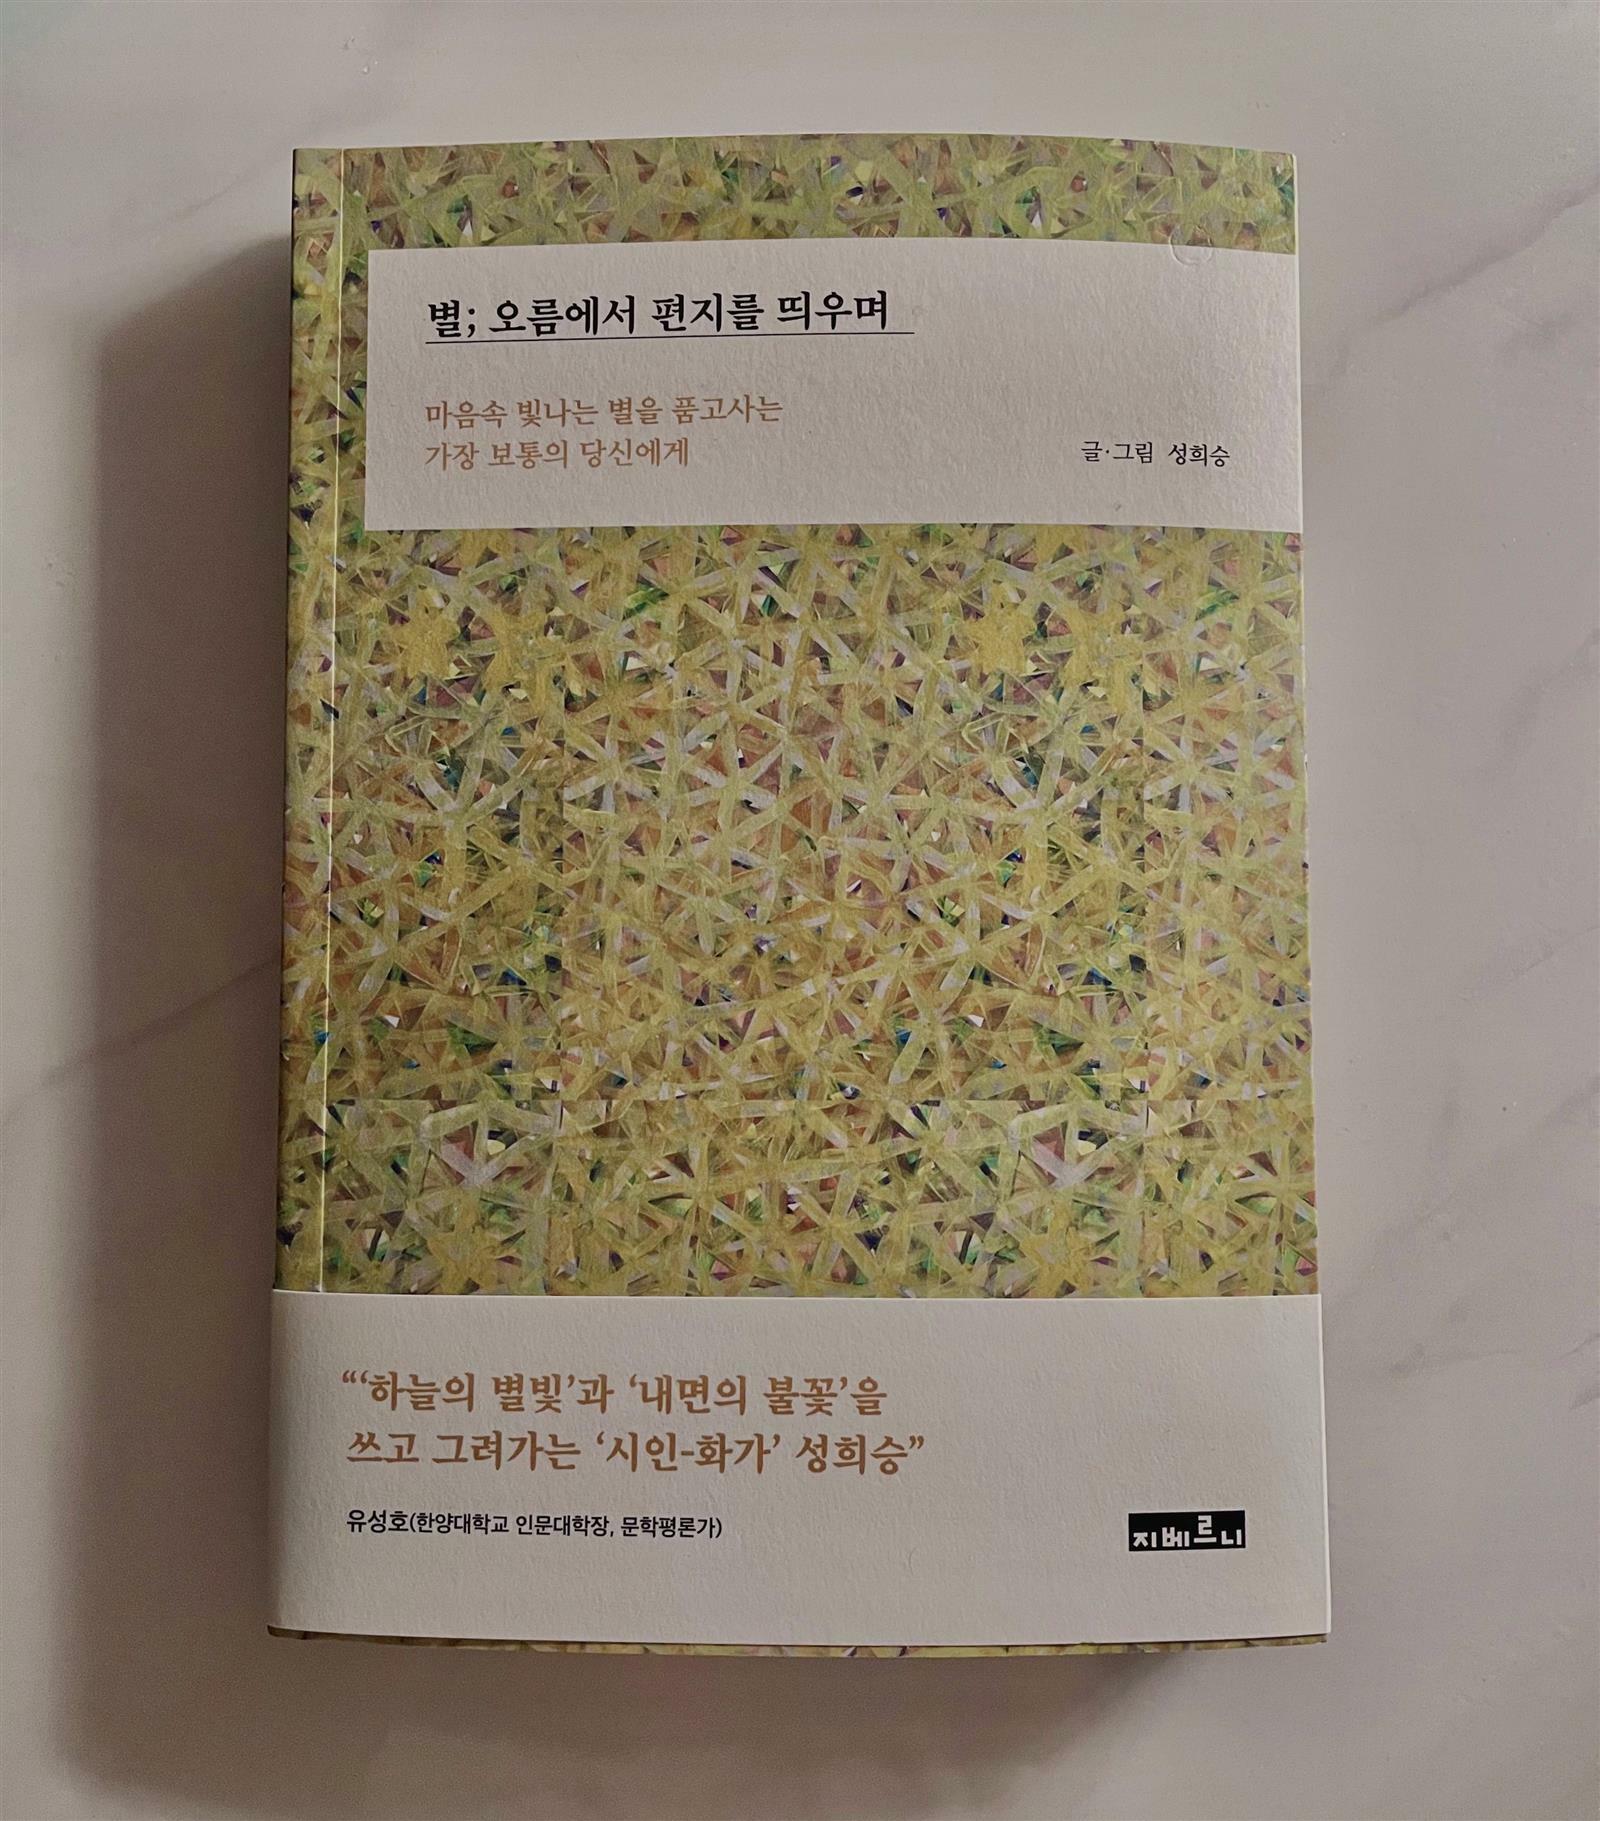 별; 오름에서 편지를 띄우며
마음속 빛나는 별을 품고사는
가장 보통의 당신에게
글·그림 성희승
“‘하늘의 별빛’과 ‘내면의 불꽃’을
쓰고 그려가는 ‘시인-화가’ 성희승”
유성호(한양대학교 인문대학장, 문학평론가)
지베르니